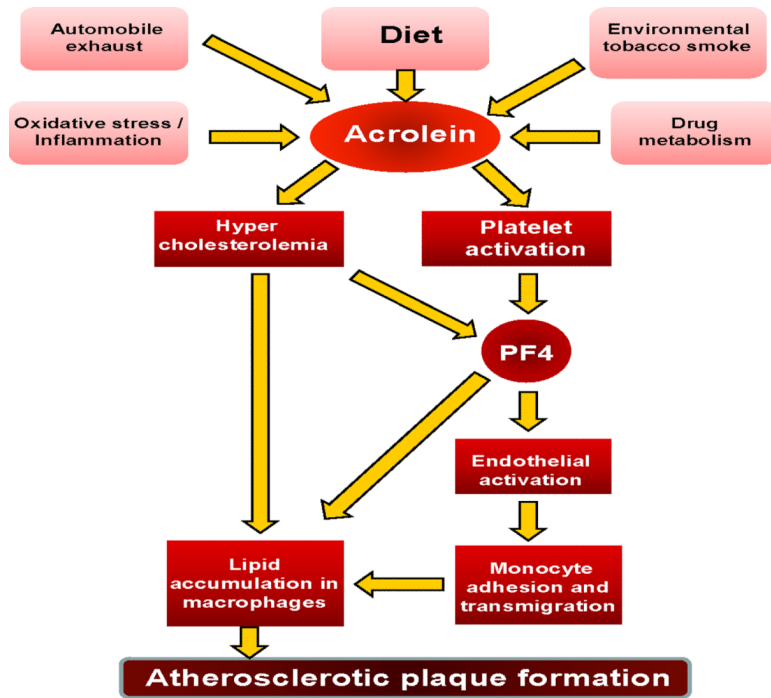 Automobile
exhaust
Diet
Environmental
tobacco smoke
Oxidative stress /
Inflammation
Acrolein
Drug
metabolism
Hyper
cholesterolemia
Platelet
activation
PF4
Endothelial
activation
Lipid
accumulation in
macrophages
Monocyte
adhesion and
transmigration
Atherosclerotic plaque formation